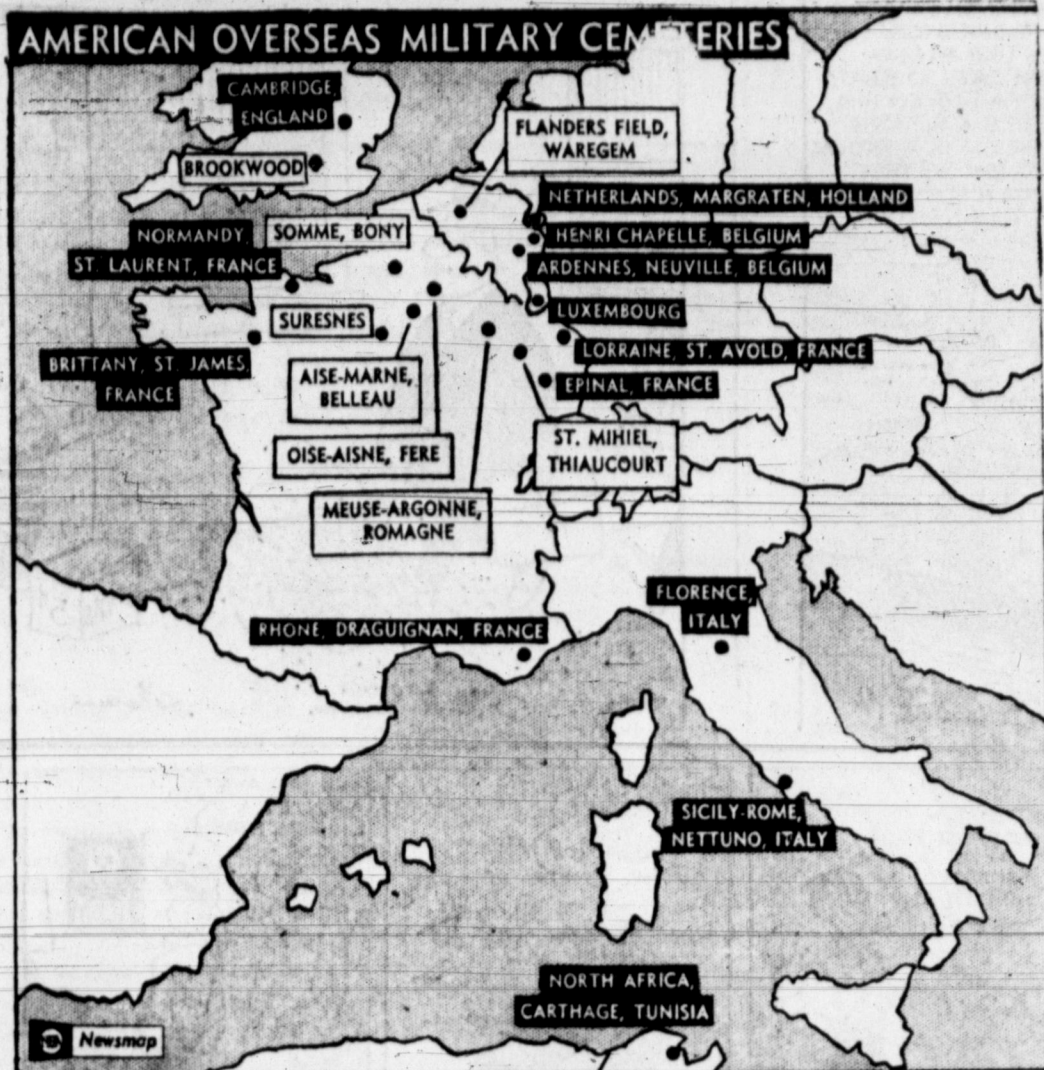 AMERICAN OVERSEAS MILITARY CEMETERIES
CAMBRIDGE,
ENGLAND
BROOKWOOD
FLANDERS FIELD,
WAREGEM
NETHERLANDS, MARGRATEN, HOLLAND
HENRI CHAPELLE, BELGIUM
ARDENNES, NEUVILLE, BELGIUM
NORMANDY,
ST. LAURENT, FRANCE
SOMME, BONY
LUXEMBOURG
SURESNES
LORRAINE, ST. AVOLD, FRANCE
BRITTANY, ST. JAMES,
FRANCE
AISE-MARNE,
BELLEAU
EPINAL, FRANCE
OISE-AISNE, FERE
ST. MIHIEL,
THIAUCOURT
MEUSE-ARGONNE,
ROMAGNE
FLORENCE,
ITALY
RHONE, DRAGUIGNAN, FRANCE
SICILY-ROME,
NETTUNO, ITALY
NORTH AFRICA,
CARTHAGE, TUNISIA
Newsmap